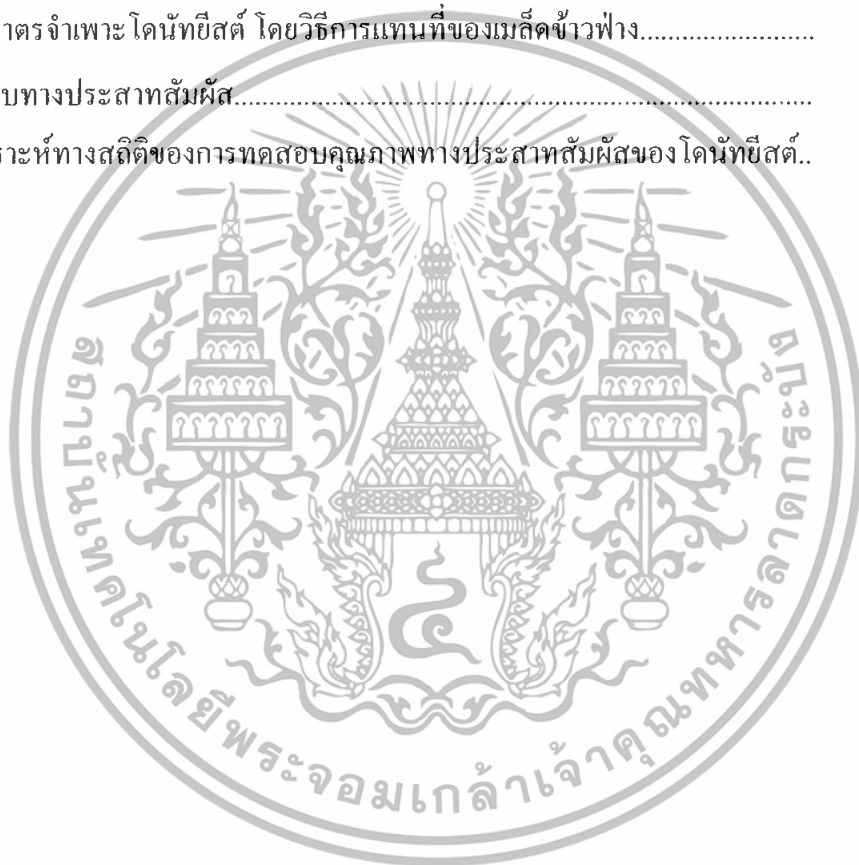 าตรจำเพาะโดนัทยีสต์ โดยวิธีการแทนที่ของเมล็ดข้าวฟ่าง........................
บทางประสาทสัมผัส................................................................................
ราะห์ทางสถิติของการทดสอบคุณภาพทางประสาทสัมผัสของโดนัทยีสต์..
๔
สถาบันเทคโนโลยีพระจอมเกล้าเจ้าคุณทหารลาดกระบัง